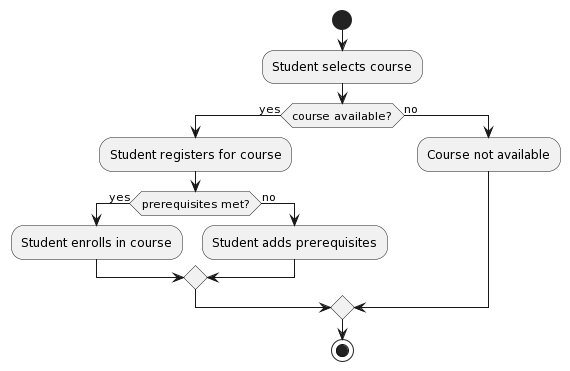 Student selects course
yes
course available?
no
Student registers for course
Course not available
yes
prerequisites met?
no
Student enrolls in course
Student adds prerequisites